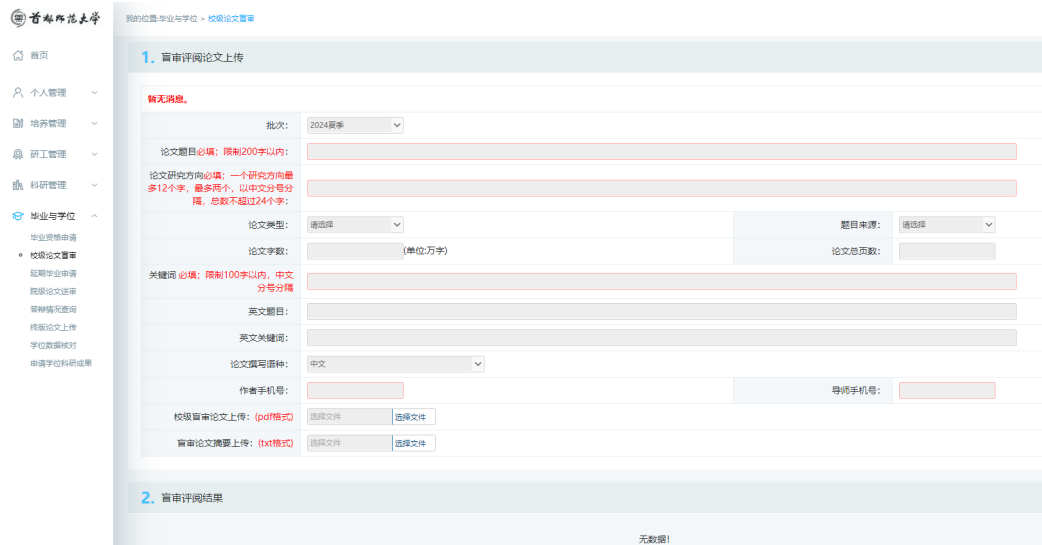 首都师范大学
我的位置:毕业与学位 > 校级论文盲审
首页
个人管理
培养管理
研工管理
科研管理
毕业与学位
毕业资格申请
校级论文盲审
延期毕业申请
院级论文送审
答辩情况查询
终版论文上传
学位数据核对
申请学位科研成果
1. 盲审评阅论文上传
暂无消息。
批次： 2024夏季
论文题目必填；限制200字以内：
论文研究方向必填；一个研究方向最
多12个字，最多两个，以中文分号分
隔，总数不超过24个字：
论文类型： 请选择 题目来源： 请选择
论文字数： (单位:万字) 论文总页数：
关键词 必填；限制100字以内，中文
分号分隔
英文题目：
英文关键词：
论文撰写语种： 中文
作者手机号： 导师手机号：
校级盲审论文上传：(pdf格式) 选择文件 选择文件
盲审论文摘要上传：(txt格式) 选择文件 选择文件
2. 盲审评阅结果
无数据!